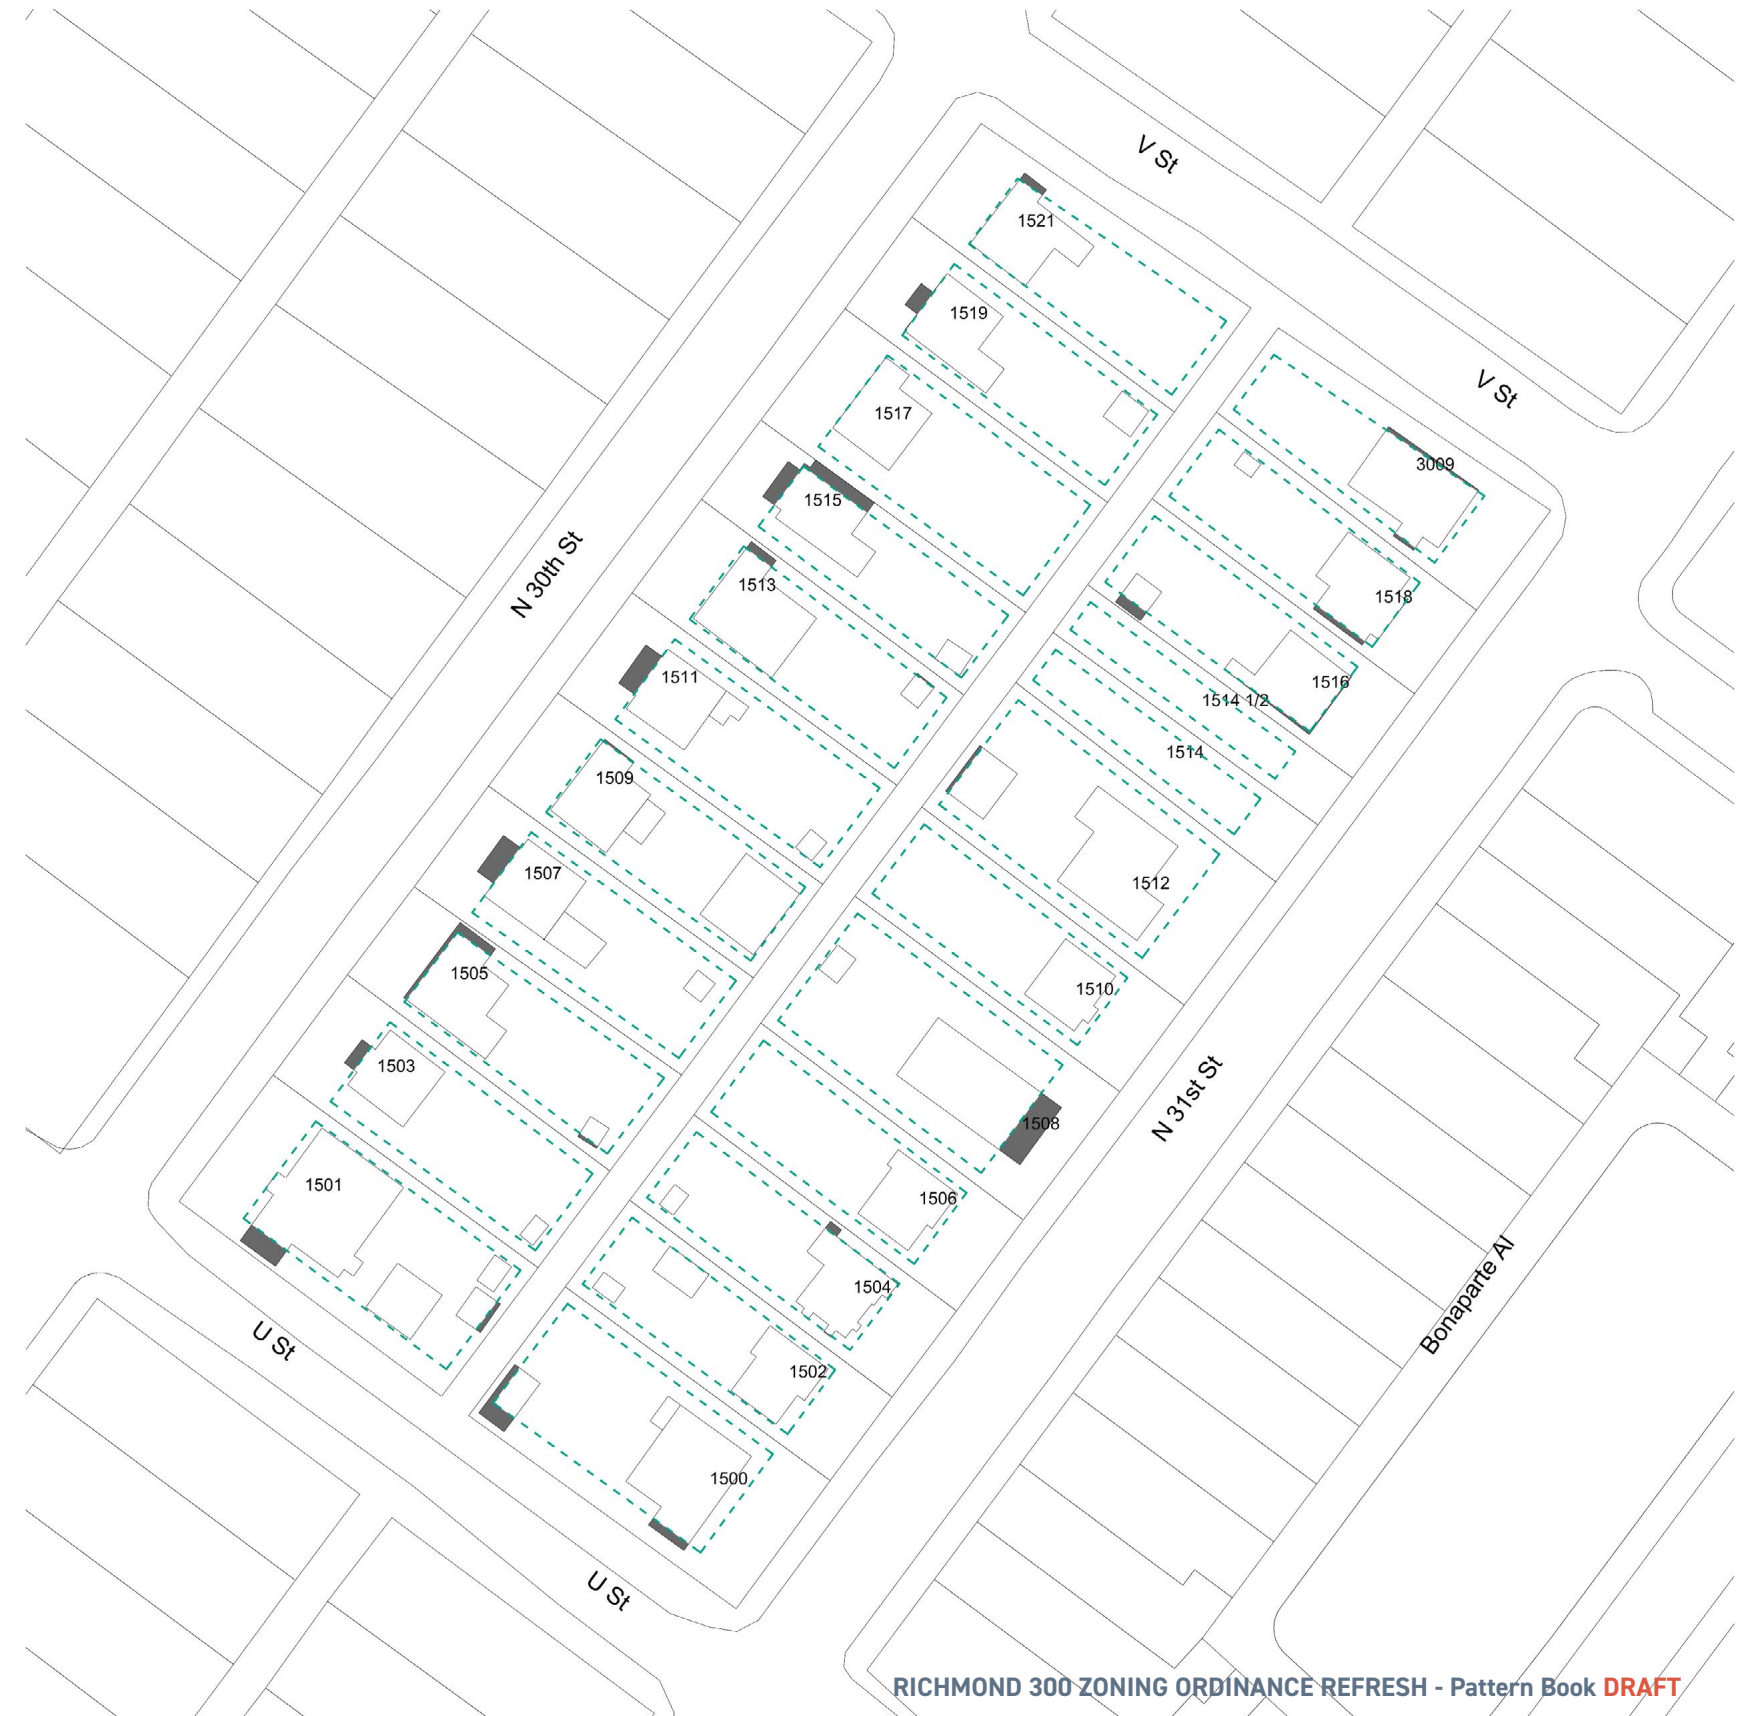 V St
1521
1519
V St
1517
3009
1515
N 30th St
1513
1518
1511
1516
1514 1/2
1514
1509
1507
1512
1505
1510
1503
N 31st St
1508
1501
1506
1504
Bonaparte Al
U St
1502
1500
U St
RICHMOND 300 ZONING ORDINANCE REFRESH - Pattern Book DRAFT